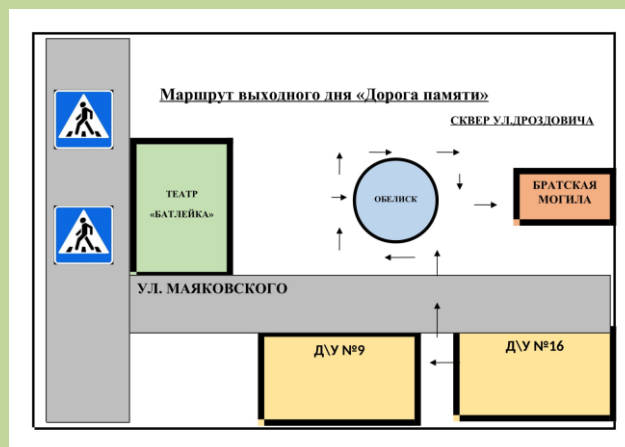 Маршрут выходного дня «Дорога памяти»
СКВЕР УЛ.ДРОЗДОВИЧА
ТЕАТР
«БАТЛЕЙКА»
ОБЕЛИСК
БРАТСКАЯ
МОГИЛА
УЛ. МАЯКОВСКОГО
Д\У №9
Д\У №16